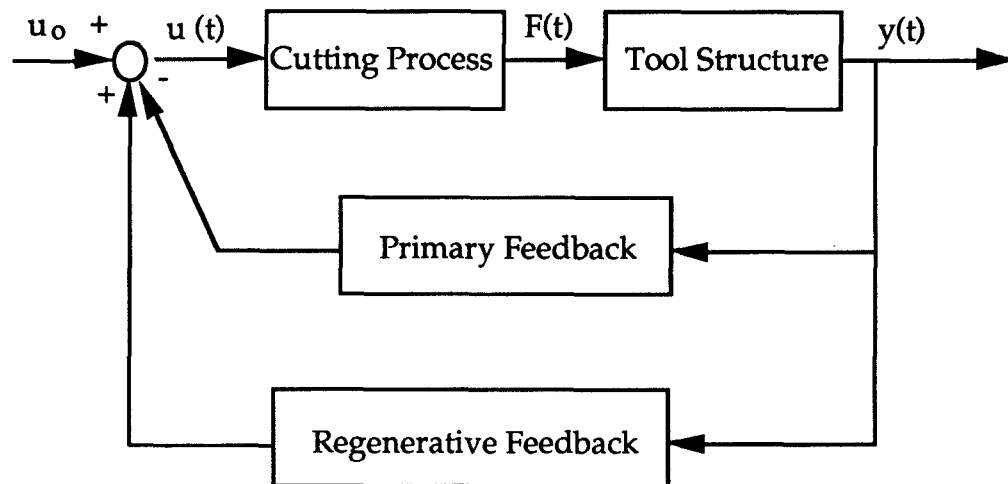 u₀ + u (t) Cutting Process F(t) Tool Structure y(t)
+ -
Primary Feedback
Regenerative Feedback